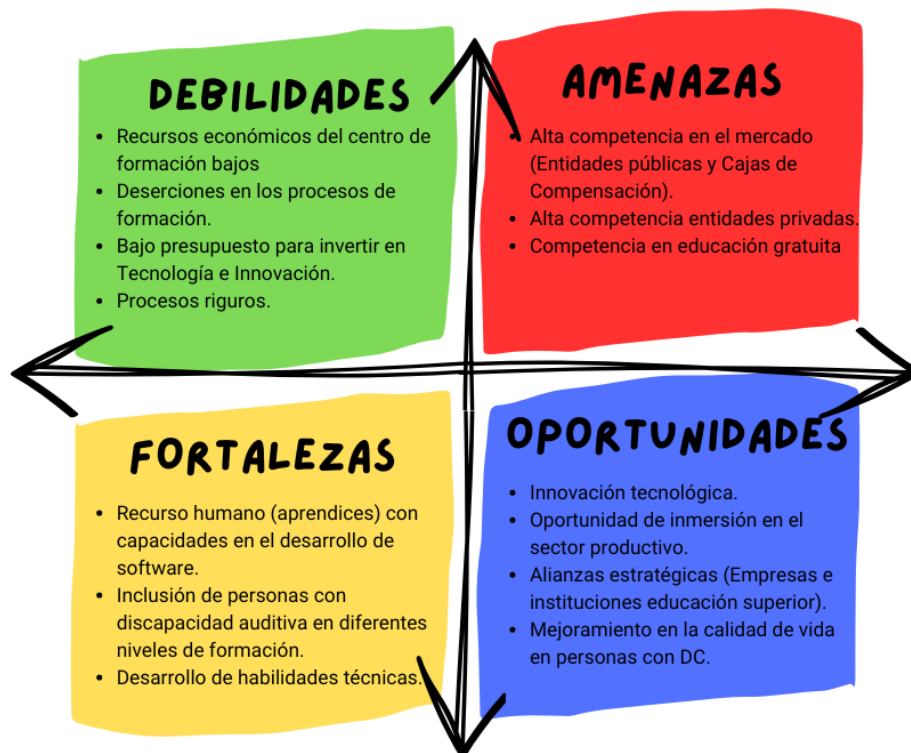 DEBILIDADES
• Recursos económicos del centro de
formación bajos
• Deserciones en los procesos de
formación.
• Bajo presupuesto para invertir en
Tecnología e Innovación.
• Procesos riguros.
AMENAZAS
• Alta competencia en el mercado
(Entidades públicas y Cajas de
Compensación).
• Alta competencia entidades privadas.
• Competencia en educación gratuita
FORTALEZAS
• Recurso humano (aprendices) con
capacidades en el desarrollo de
software.
• Inclusión de personas con
discapacidad auditiva en diferentes
niveles de formación.
• Desarrollo de habilidades técnicas.
OPORTUNIDADES
• Innovación tecnológica.
• Oportunidad de inmersión en el
sector productivo.
• Alianzas estratégicas (Empresas e
instituciones educación superior).
• Mejoramiento en la calidad de vida
en personas con DC.